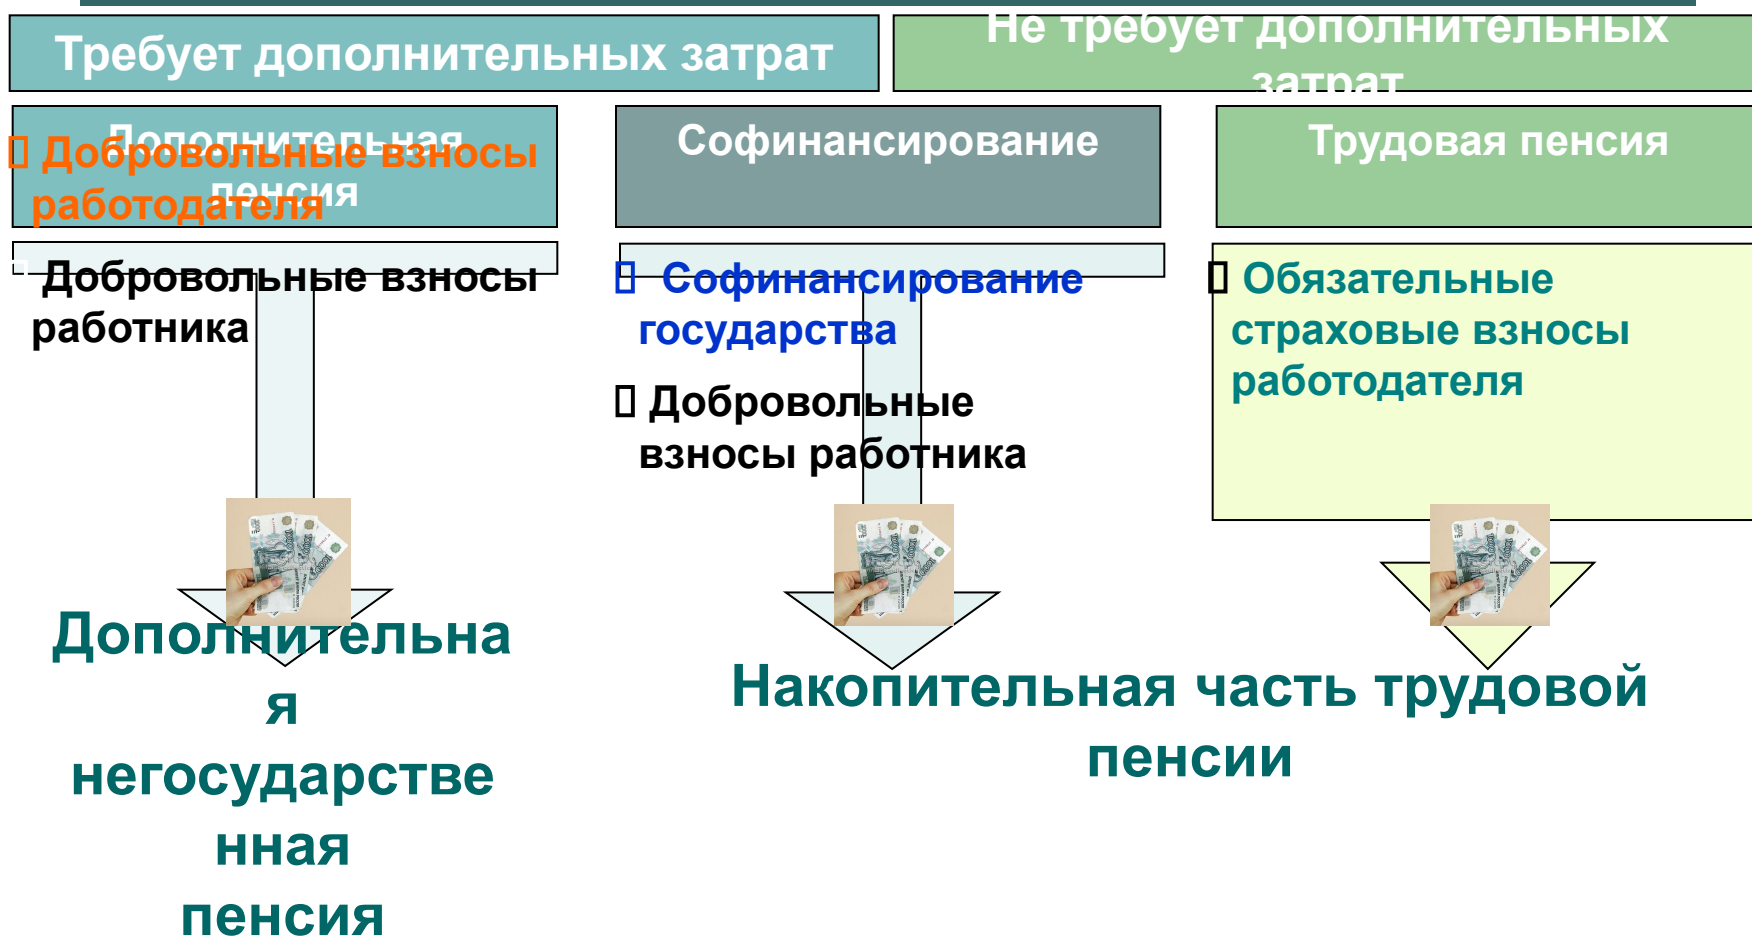 Требует дополнительных затрат
Не требует дополнительных
затрат
Дополнительная
пенсия
Добровольные взносы
работодателя
Добровольные взносы
работника
Софинансирование
Софинансирование
государства
Добровольные
взносы работника
Трудовая пенсия
Обязательные
страховые взносы
работодателя
Дополнительна
я
негосударстве
нная
пенсия
Накопительная часть трудовой
пенсии